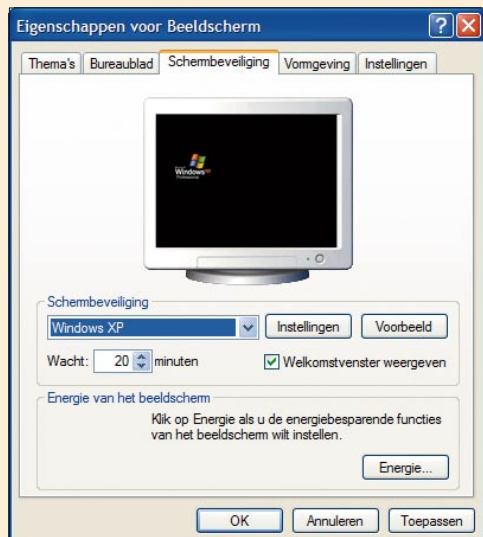 Eigenschappen voor Beeldscherm
Thema's Bureaublad Schermbeveiliging Vormgeving Instellingen
Windows XP
Schermbeveiliging
Windows XP Instellingen Voorbeeld
Wacht: 20 minuten Welkomstvenster weergeven
Energie van het beeldscherm
Klik op Energie als u de energiebesparende functies
van het beeldscherm wilt instellen.
Energie...
OK Annuleren Toepassen